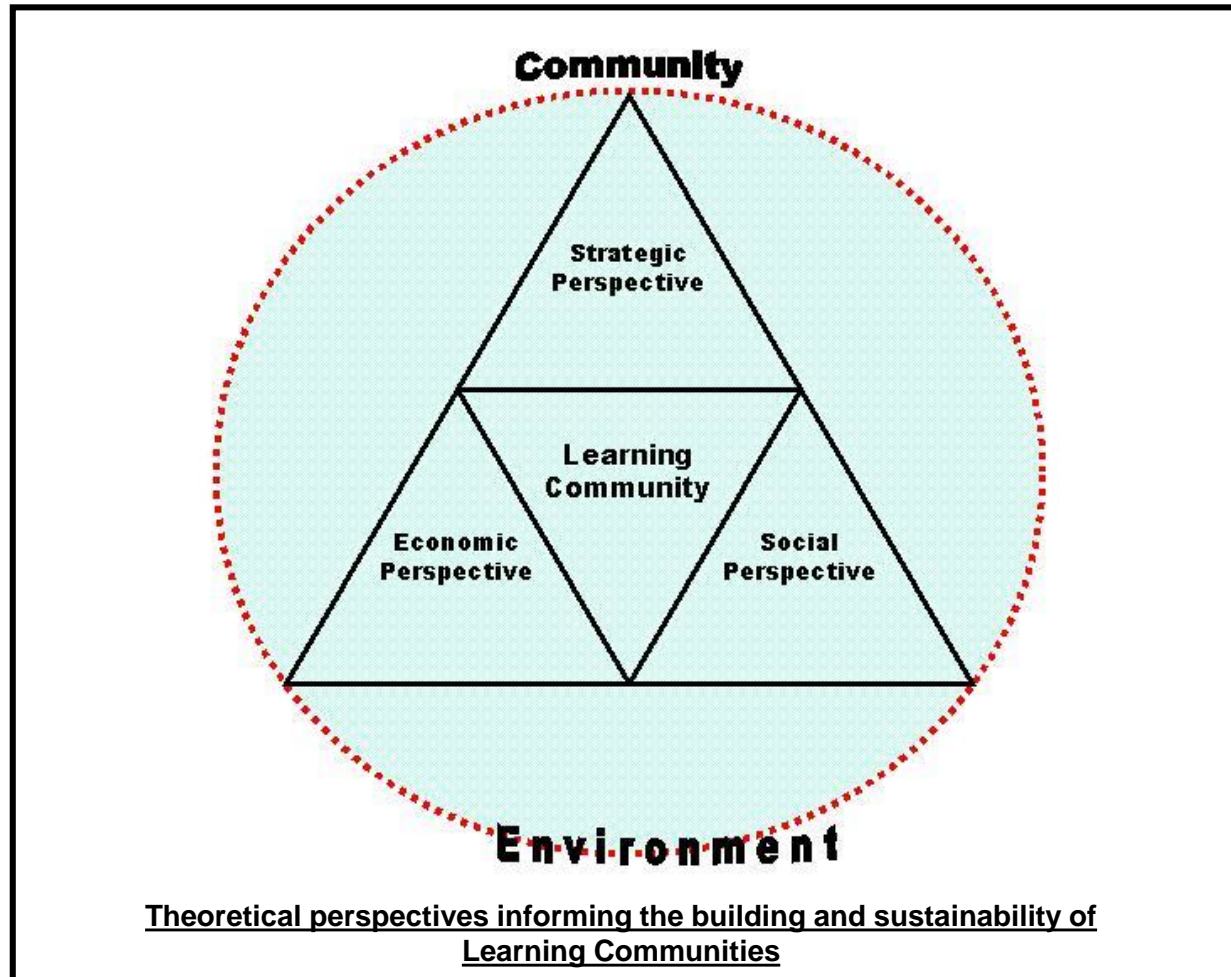 Community
Strategic
Perspective
Learning
Community
Economic
Perspective
Social
Perspective
Environment
Theoretical perspectives informing the building and sustainability of
Learning Communities